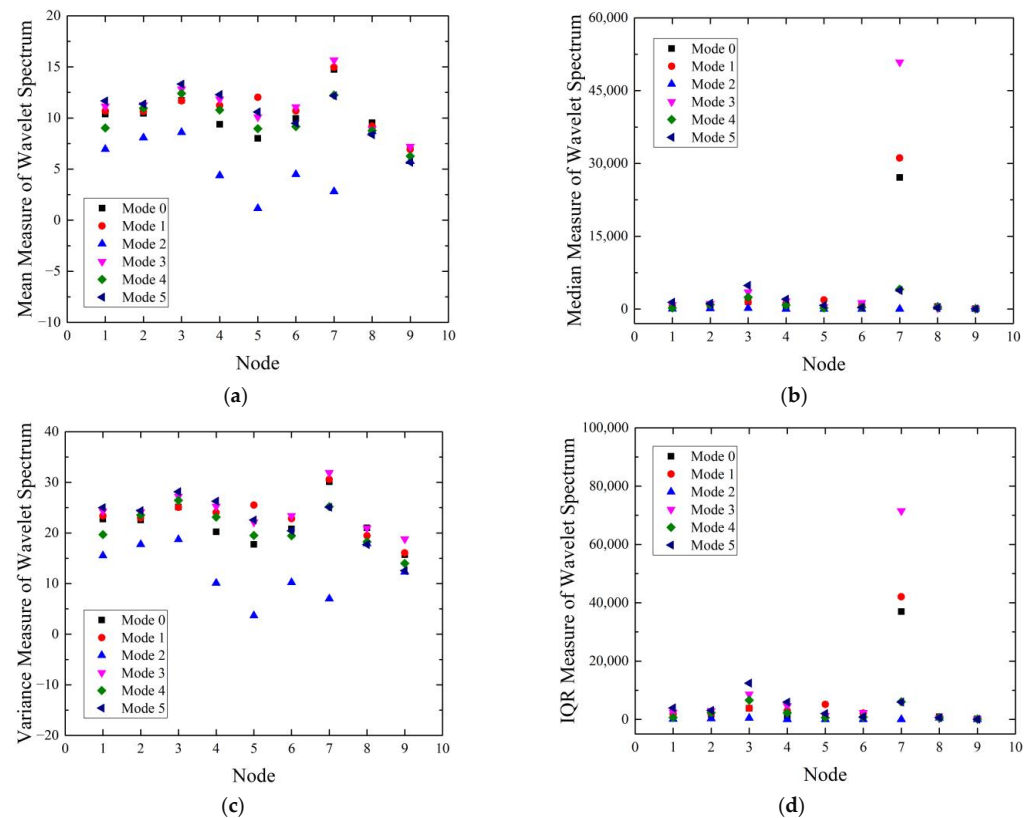 20
15
10
5
0
−5
−10
Mean Measure of Wavelet Spectrum
Mode 0
Mode 1
Mode 2
Mode 3
Mode 4
Mode 5
0 1 2 3 4 5 6 7 8 9 10
Node
(a)
60,000
45,000
30,000
15,000
0
Median Measure of Wavelet Spectrum
Mode 0
Mode 1
Mode 2
Mode 3
Mode 4
Mode 5
0 1 2 3 4 5 6 7 8 9 10
Node
(b)
40
30
20
10
0
−10
−20
Variance Measure of Wavelet Spectrum
Mode 0
Mode 1
Mode 2
Mode 3
Mode 4
Mode 5
0 1 2 3 4 5 6 7 8 9 10
Node
(c)
100,000
80,000
60,000
40,000
20,000
0
IQR Measure of Wavelet Spectrum
Mode 0
Mode 1
Mode 2
Mode 3
Mode 4
Mode 5
0 1 2 3 4 5 6 7 8 9 10
Node
(d)